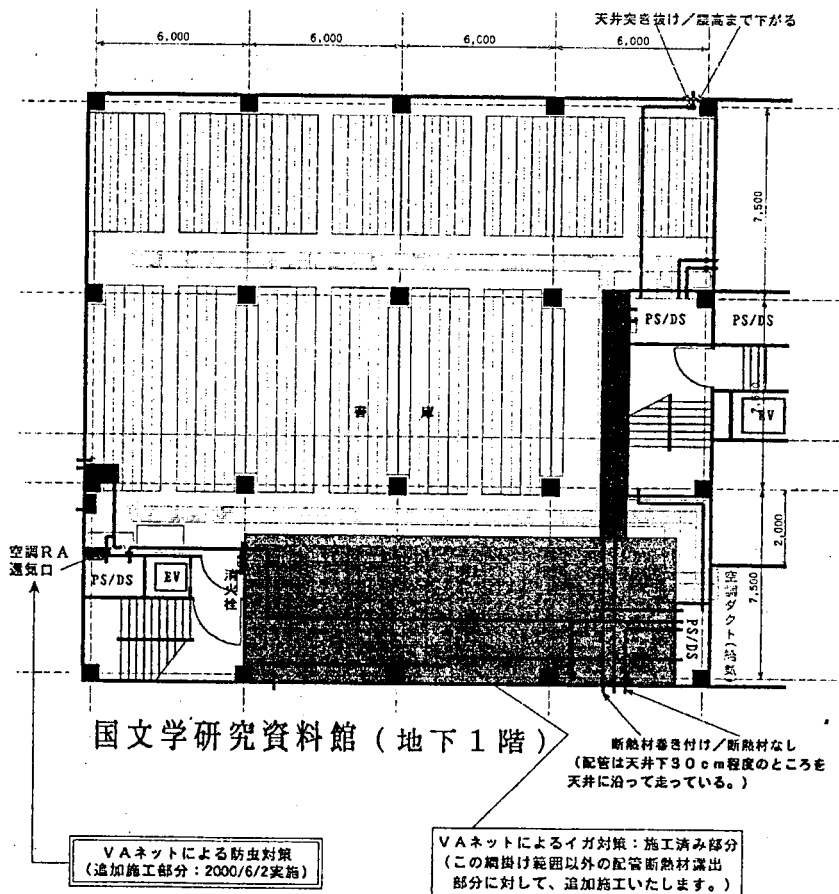 天井突き抜け/腰高まで下がる
6,000 6,000 6,000 6,000
7,500
PS/DS PS/DS
書庫
EV
2,000
空調RA
還気口
PS/DS EV
消火栓
PS/DS
空調ダクト(給気)
7,500
国文学研究資料館(地下1階)
断熱材巻き付け/断熱材なし
(配管は天井下30cm程度のところを
天井に沿って走っている。)
VAネットによる防虫対策
(追加施工部分:2000/6/2実施)
VAネットによるイガ対策:施工済み部分
(この網掛け範囲以外の配管断熱材露出
部分に対して、追加施工いたします。)